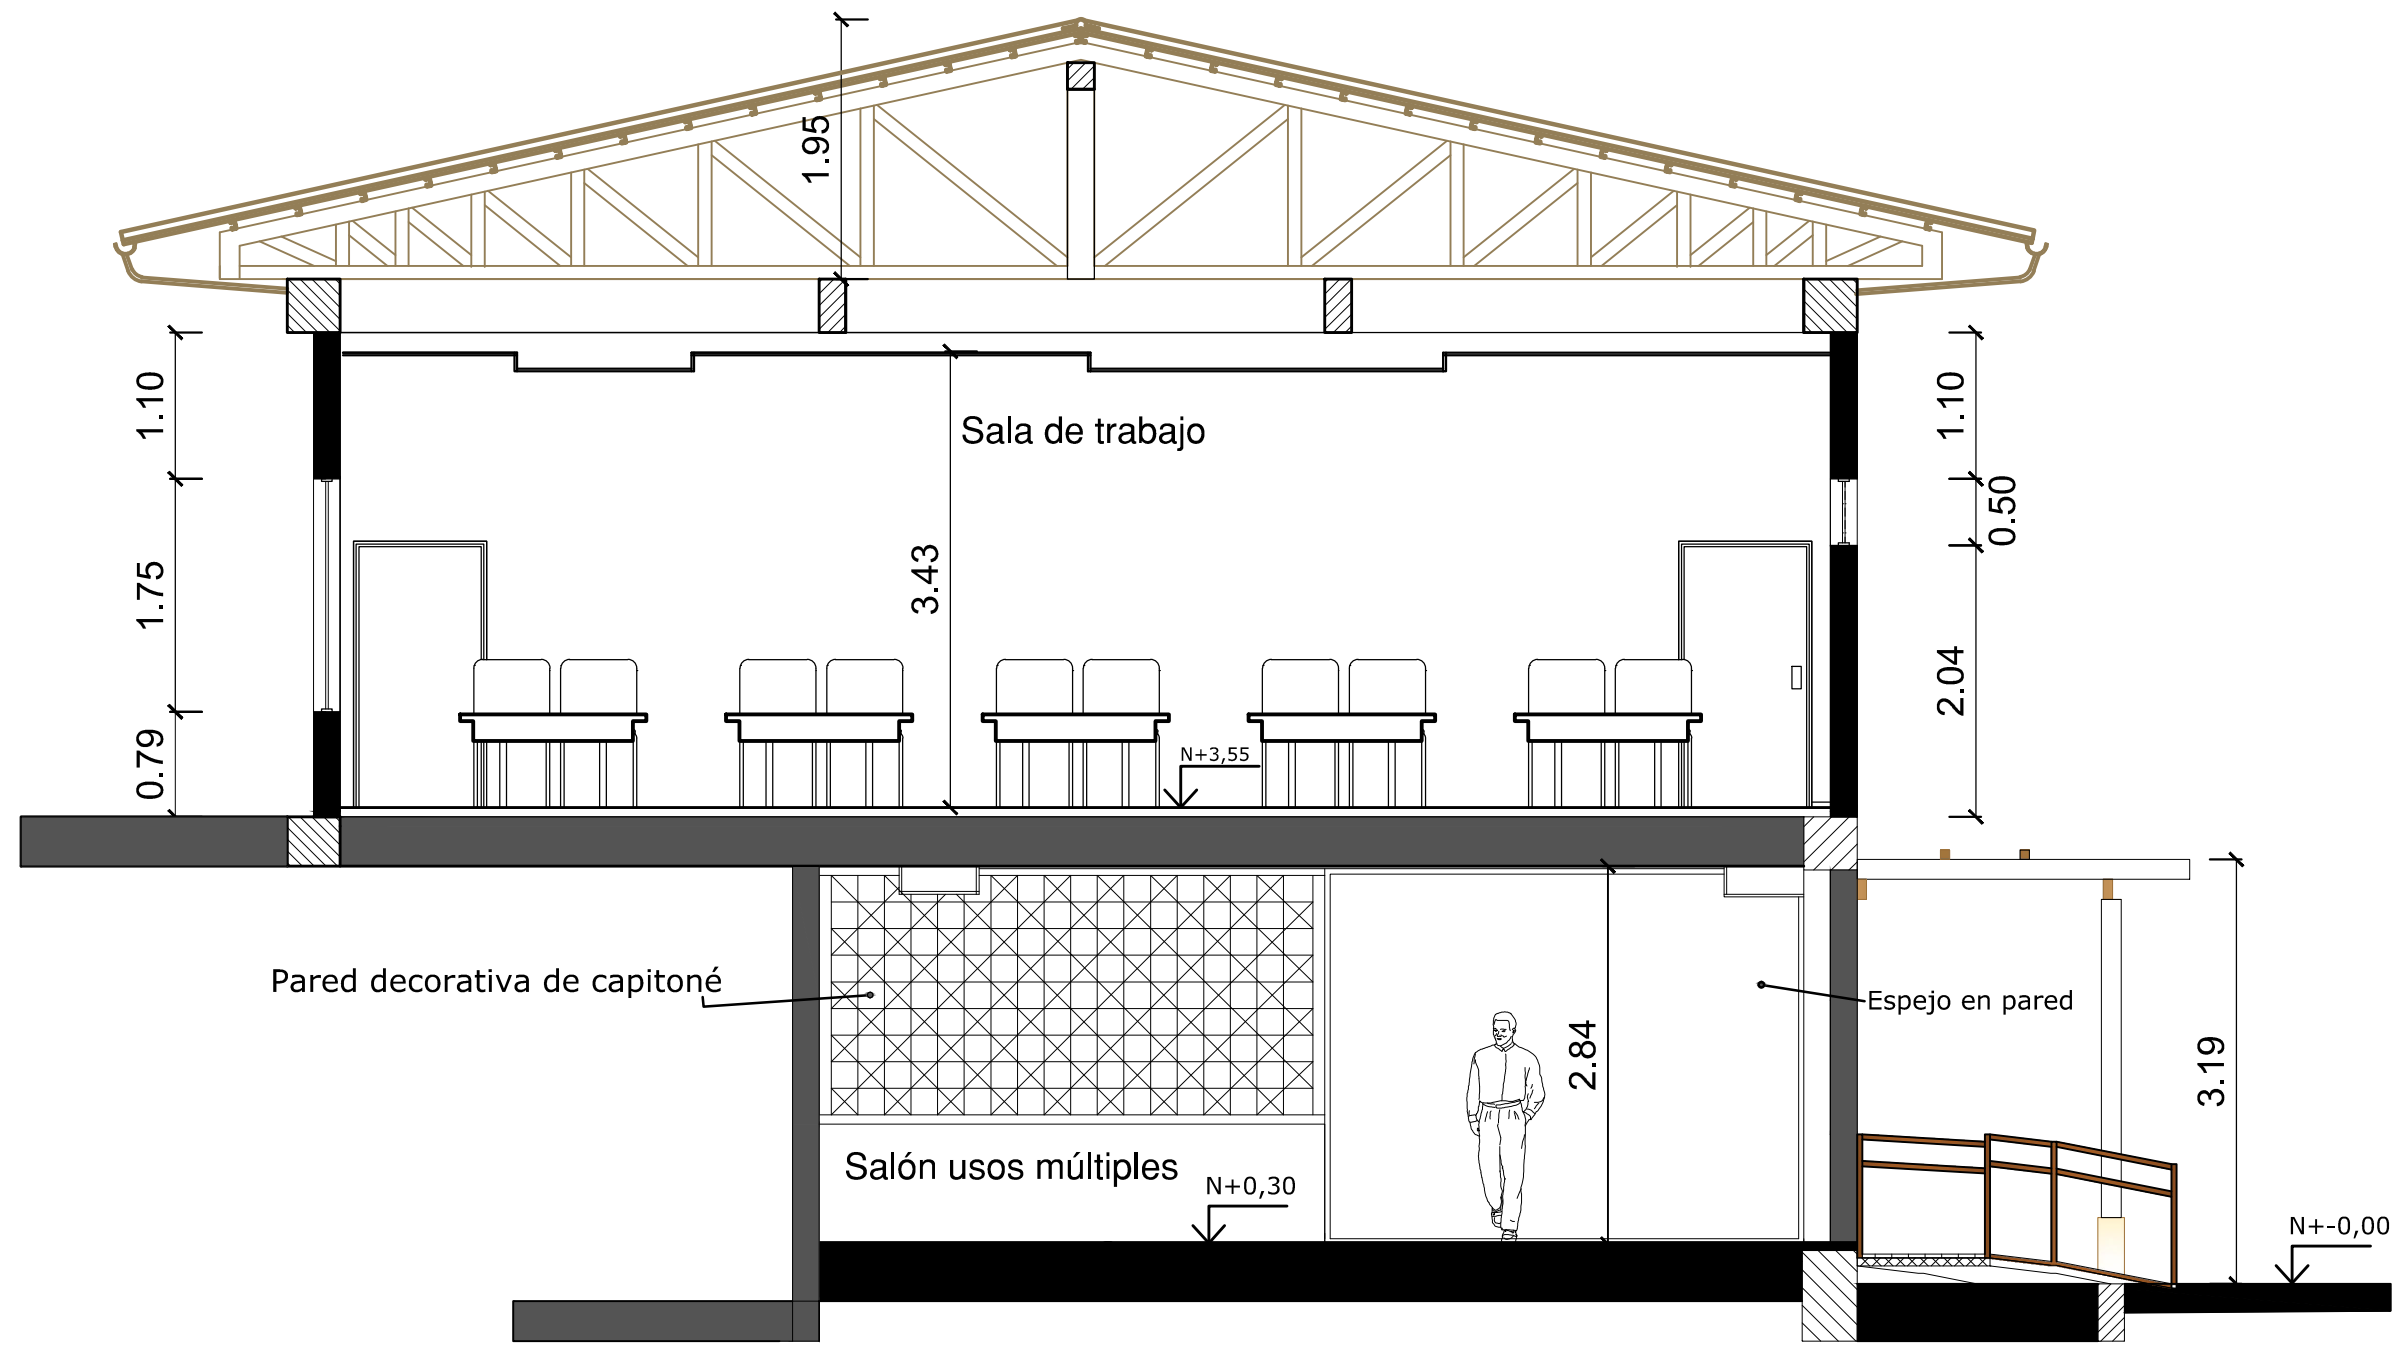 1.95
1.10
1.10
Sala de trabajo
0.50
3.43
1.75
2.04
0.79
N+3,55
Pared decorativa de capitoné
Espejo en pared
2.84
3.19
Salón usos múltiples
N+0,30
N+-0,00